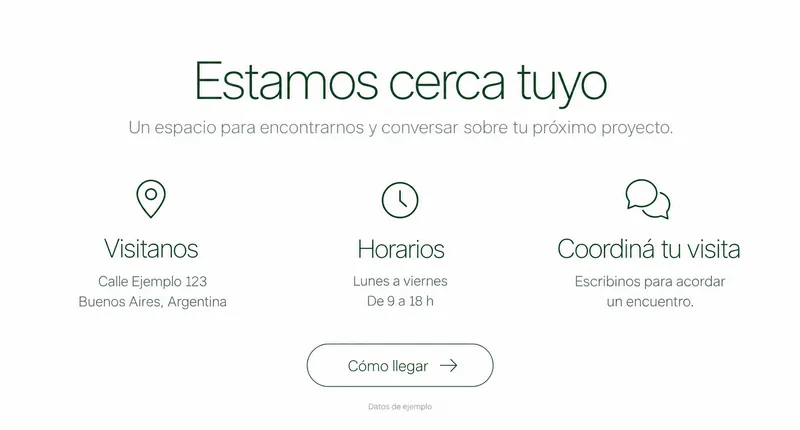 Estamos cerca tuyo
Un espacio para encontrarnos y conversar sobre tu próximo proyecto.
Visitanos
Calle Ejemplo 123
Buenos Aires, Argentina
Horarios
Lunes a viernes
De 9 a 18 h
Coordiná tu visita
Escribinos para acordar
un encuentro.
Cómo llegar
Datos de ejemplo